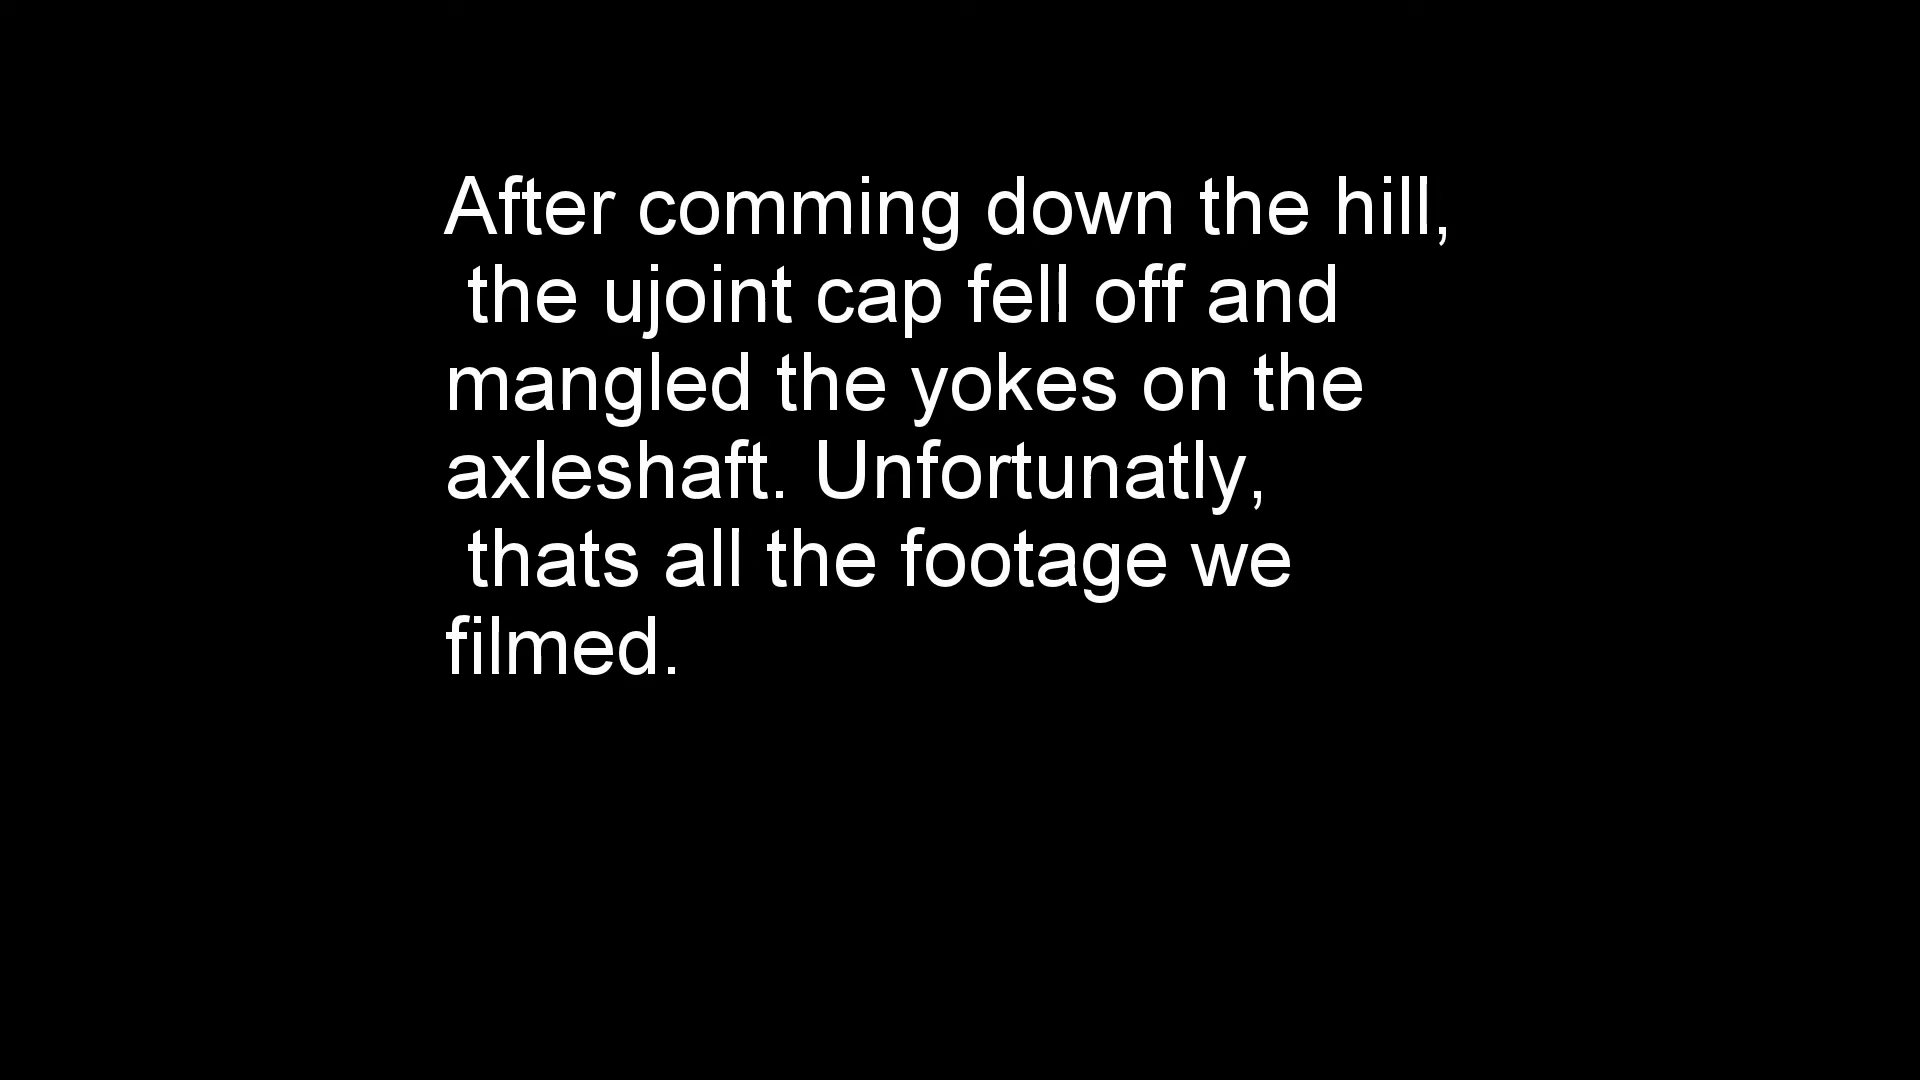 After comming down the hill,
the ujoint cap fell off and
mangled the yokes on the
axleshaft. Unfortunatly,
thats all the footage we
filmed.